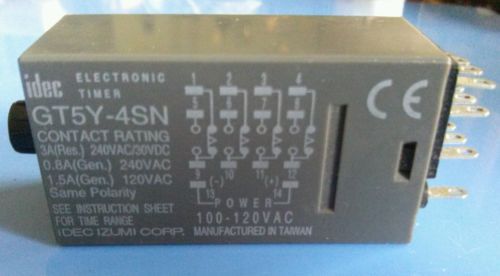 idec
ELECTRONIC
TIMER
GT5Y-4SN
CONTACT RATING
3A(Res.) 240VAC/30VDC
0.8A(Gen.) 240VAC
1.5A(Gen.) 120VAC
Same Polarity
SEE INSTRUCTION SHEET
FOR TIME RANGE
IDEC IZUMI CORP.
1 2 3 4
5 6 7 8
9 10 11 12
(-) (+)
13 14
POWER
100-120VAC
MANUFACTURED IN TAIWAN
CE